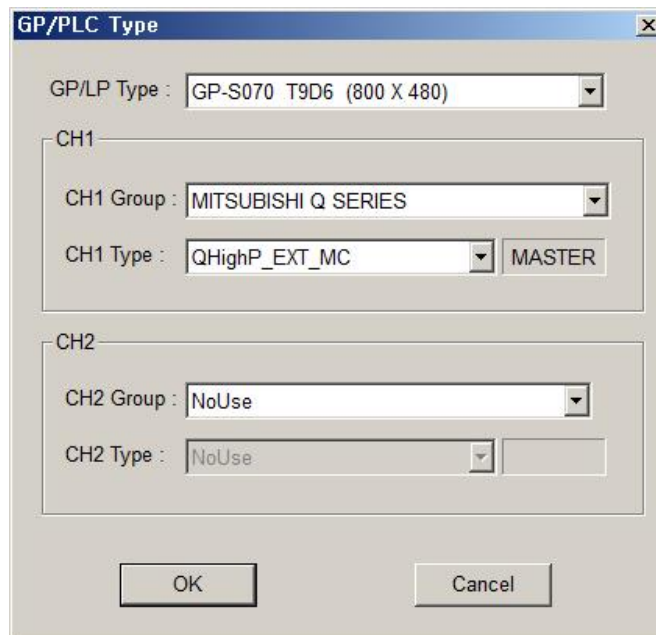 GP/PLC Type
GP/LP Type : GP-S070 T9D6 (800 X 480)
CH1
CH1 Group : MITSUBISHI Q SERIES
CH1 Type : QHighP_EXT_MC MASTER
CH2
CH2 Group : NoUse
CH2 Type : NoUse
OK Cancel